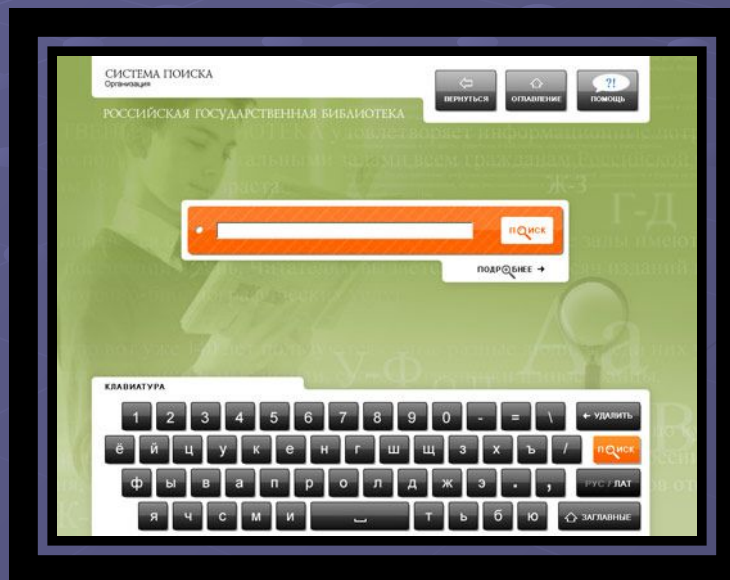 СИСТЕМА ПОИСКА
Организация
ВЕРНУТЬСЯ
ОГЛАВЛЕНИЕ
?!
ПОМОЩЬ
РОССИЙСКАЯ ГОСУДАРСТВЕННАЯ БИБЛИОТЕКА
Ж-З
Г-Д
ПОИСК
ПОДРОБНЕЕ →
Аа
У-Ф
КЛАВИАТУРА
1 2 3 4 5 6 7 8 9 0 - = \ ← УДАЛИТЬ
ё й ц у к е н г ш щ з х ъ / ПОИСК
ф ы в а п р о л д ж э . , РУС / ЛАТ
я ч с м и т ь б ю ЗАГЛАВНЫЕ